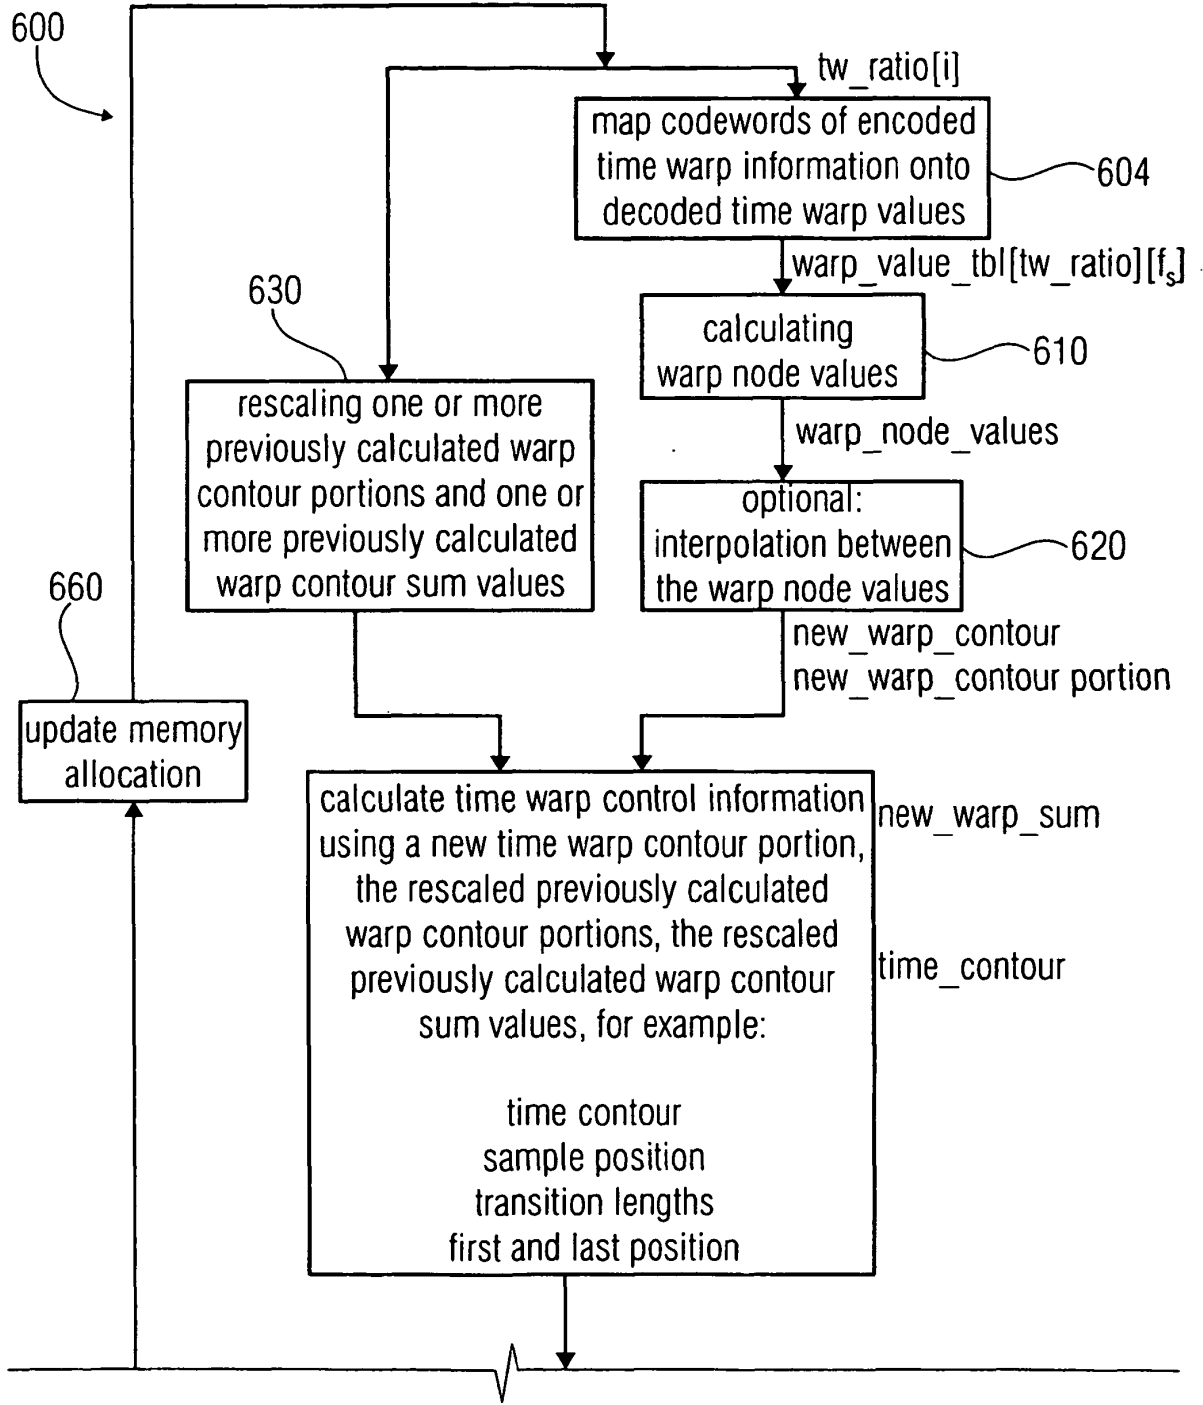 600
tw_ratio[i]
map codewords of encoded
time warp information onto
decoded time warp values
604
warp_value_tbl[tw_ratio][fs]
630
calculating
warp node values
610
rescaling one or more
previously calculated warp
contour portions and one or
more previously calculated
warp contour sum values
warp_node_values
optional:
interpolation between
the warp node values
620
660
new_warp_contour
new_warp_contour portion
update memory
allocation
calculate time warp control information
using a new time warp contour portion,
the rescaled previously calculated
warp contour portions, the rescaled
previously calculated warp contour
sum values, for example:
time contour
sample position
transition lengths
first and last position
new_warp_sum
time_contour